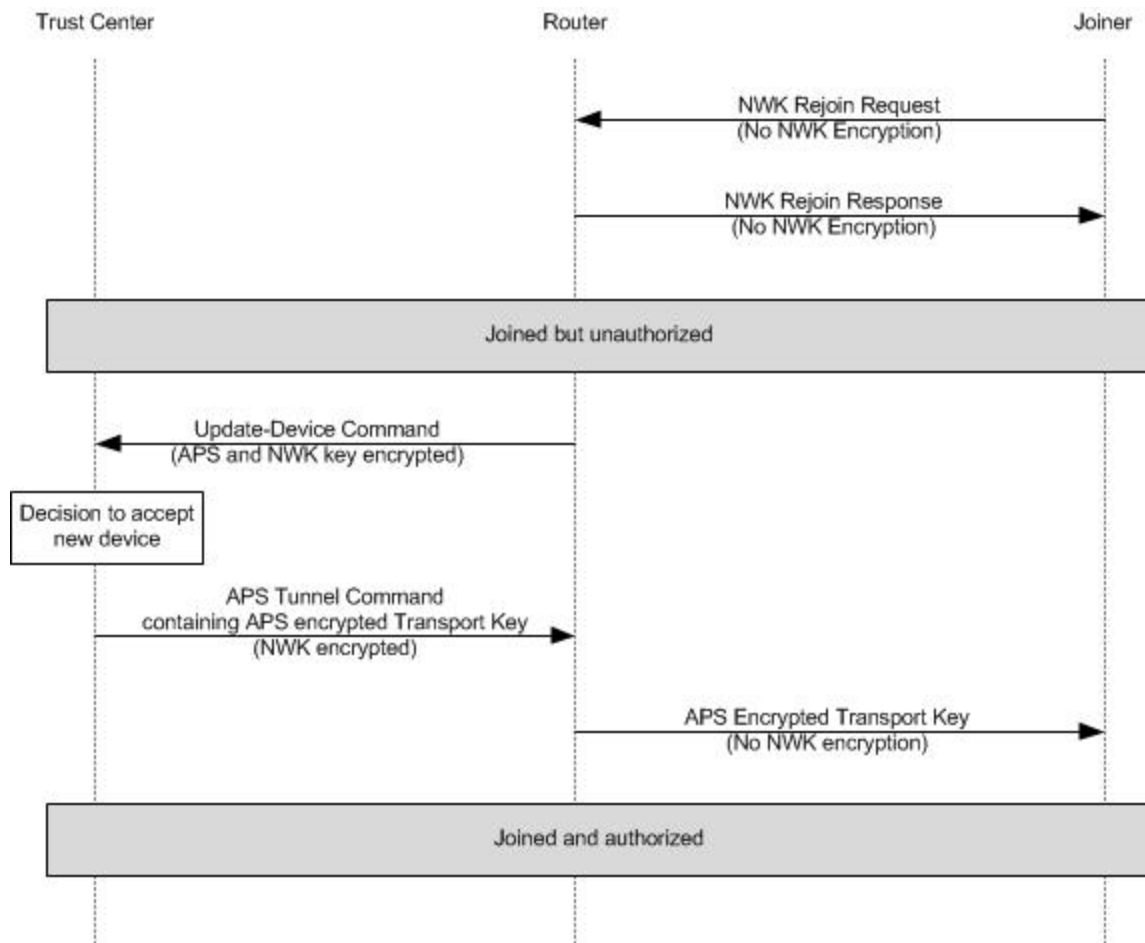 Trust Center
Router
Joiner
NWK Rejoin Request
(No NWK Encryption)
NWK Rejoin Response
(No NWK Encryption)
Joined but unauthorized
Update-Device Command
(APS and NWK key encrypted)
Decision to accept
new device
APS Tunnel Command
containing APS encrypted Transport Key
(NWK encrypted)
APS Encrypted Transport Key
(No NWK encryption)
Joined and authorized